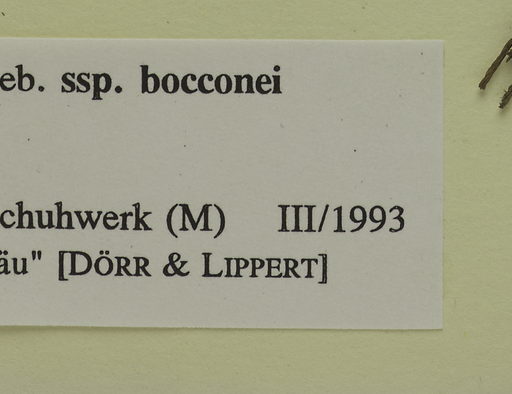 eb. ssp. bocconei
chuhwerk (M) III/1993
äu" [DÖRR & LIPPERT]